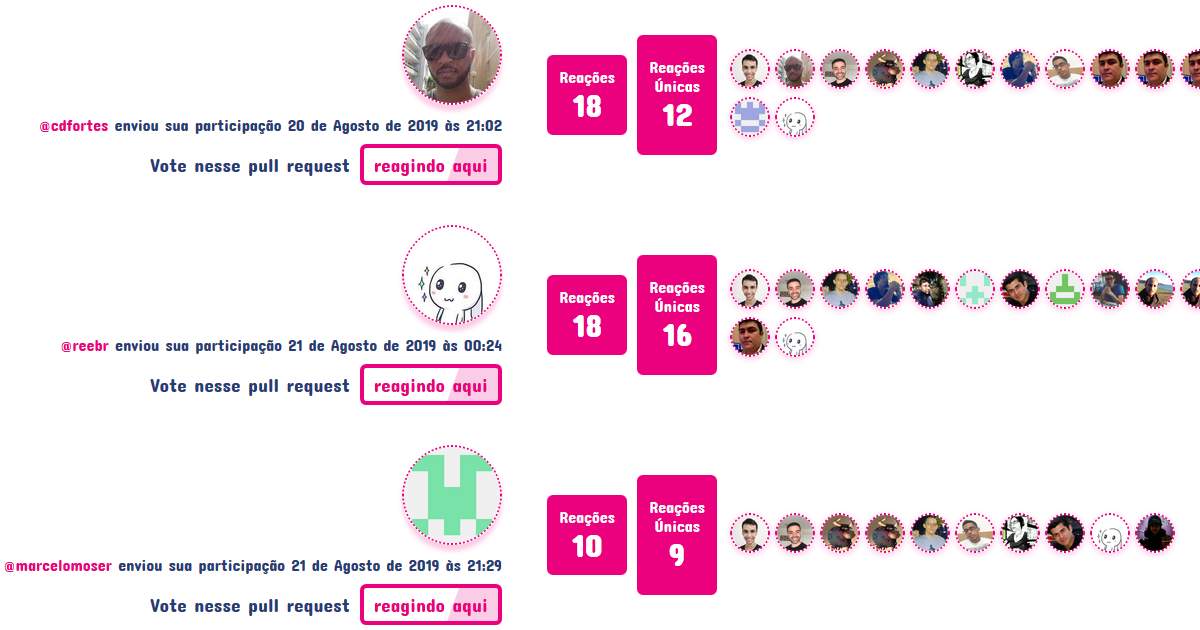 @cdfortes enviou sua participação 20 de Agosto de 2019 às 21:02
Vote nesse pull request reagindo aqui
Reações
18
Reações
Únicas
12
@reebr enviou sua participação 21 de Agosto de 2019 às 00:24
Vote nesse pull request reagindo aqui
Reações
18
Reações
Únicas
16
@marcelomoser enviou sua participação 21 de Agosto de 2019 às 21:29
Vote nesse pull request reagindo aqui
Reações
10
Reações
Únicas
9